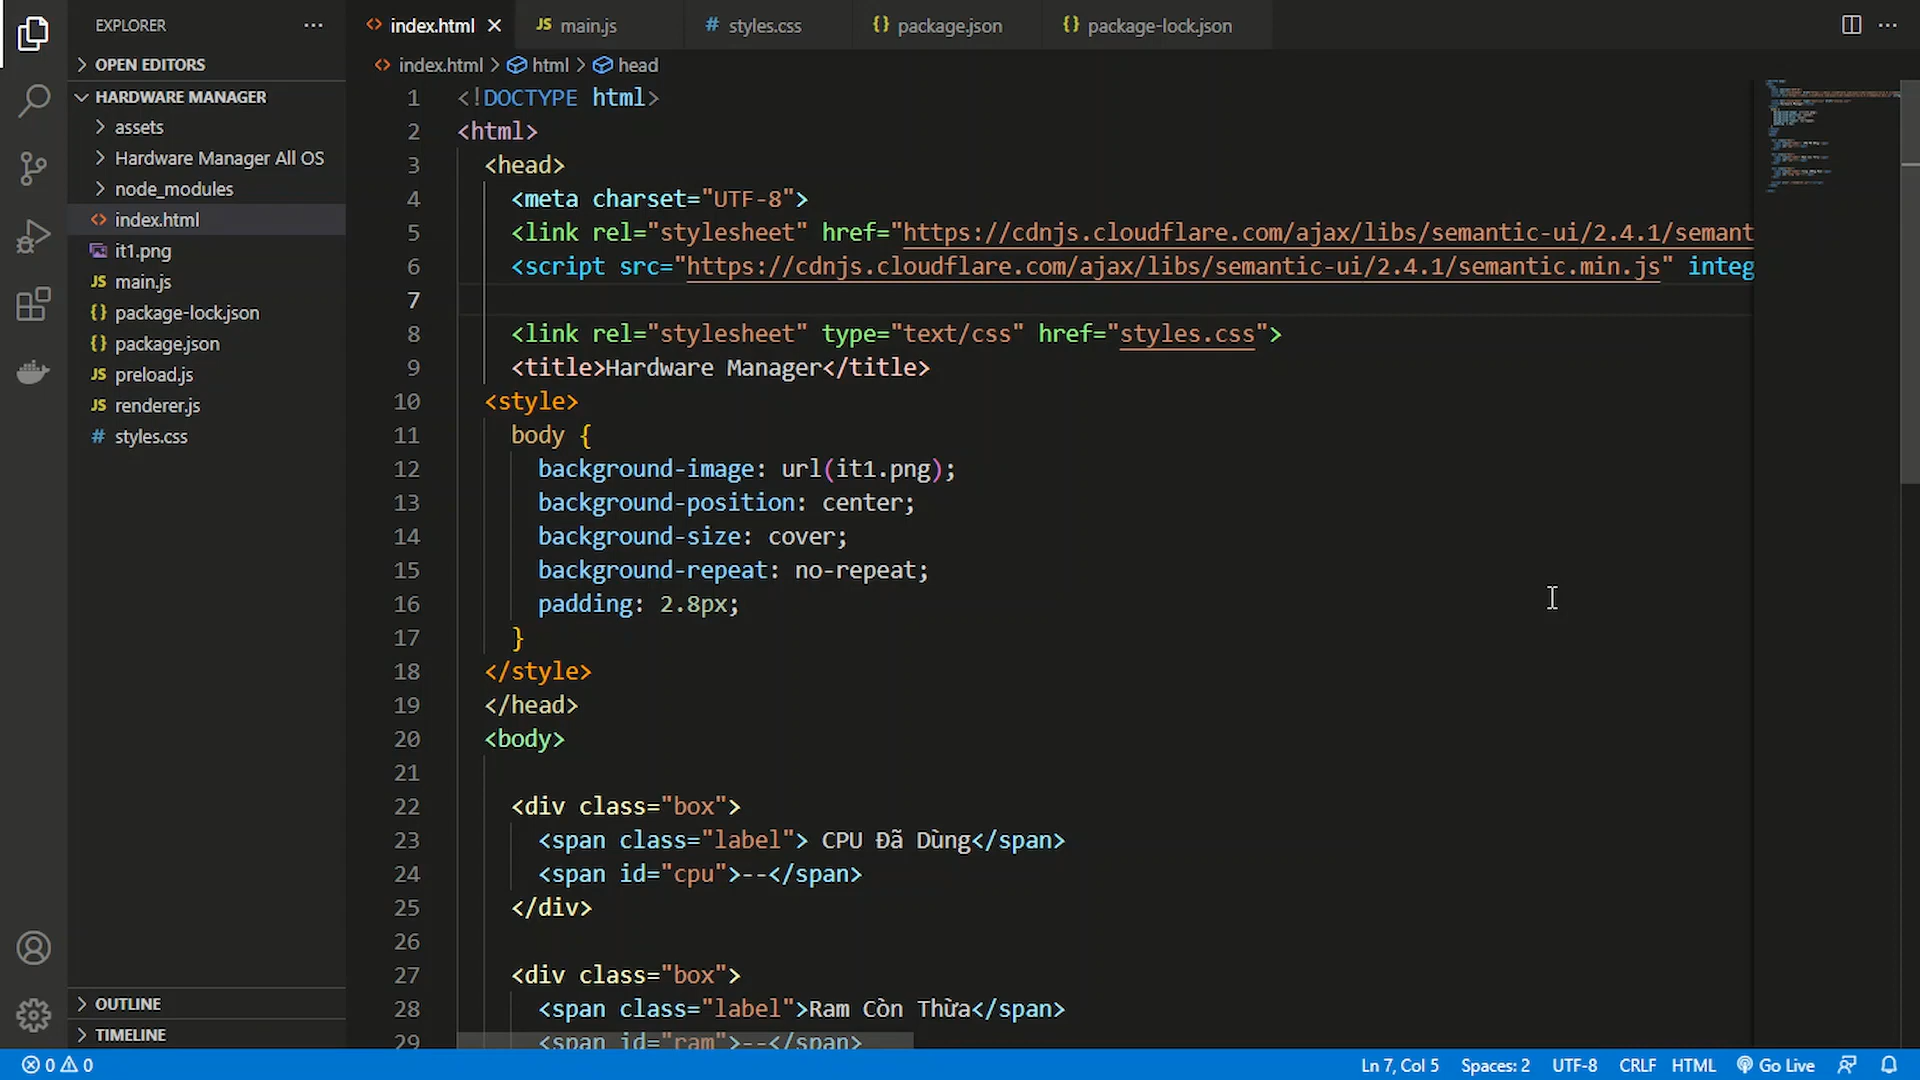 EXPLORER
OPEN EDITORS
HARDWARE MANAGER
assets
Hardware Manager All OS
node_modules
index.html
it1.png
JS main.js
{} package-lock.json
{} package.json
JS preload.js
JS renderer.js
# styles.css
OUTLINE
TIMELINE
<> index.html
JS main.js
# styles.css
{} package.json
{} package-lock.json
<> index.html > html > head
1 <!DOCTYPE html>
2 <html>
3 <head>
4 <meta charset="UTF-8">
5 <link rel="stylesheet" href="https://cdnjs.cloudflare.com/ajax/libs/semantic-ui/2.4.1/semant
6 <script src="https://cdnjs.cloudflare.com/ajax/libs/semantic-ui/2.4.1/semantic.min.js" integ
7
8 <link rel="stylesheet" type="text/css" href="styles.css">
9 <title>Hardware Manager</title>
10 <style>
11 body {
12 background-image: url(it1.png);
13 background-position: center;
14 background-size: cover;
15 background-repeat: no-repeat;
16 padding: 2.8px;
17 }
18 </style>
19 </head>
20 <body>
21
22 <div class="box">
23 <span class="label"> CPU Đã Dùng</span>
24 <span id="cpu">--</span>
25 </div>
26
27 <div class="box">
28 <span class="label">Ram Còn Thừa</span>
29 <span id="ram">--</span>
0 0
Ln 7, Col 5
Spaces: 2
UTF-8
CRLF
HTML
Go Live